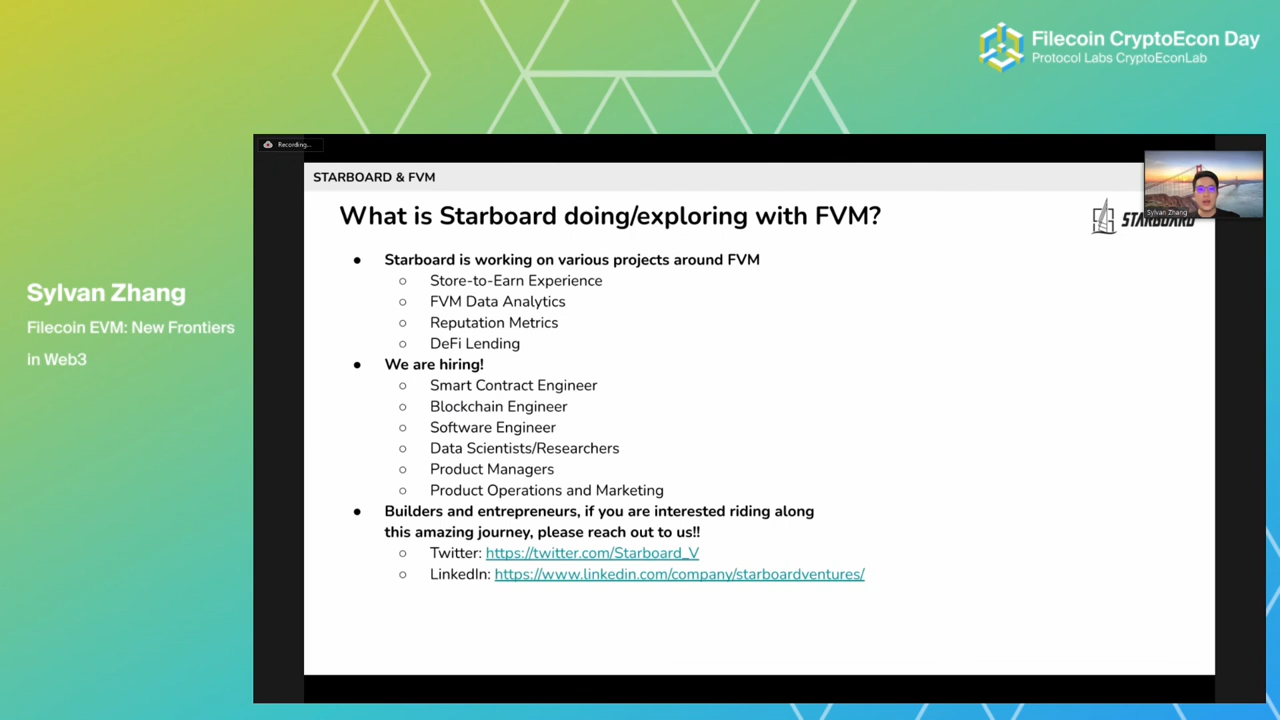 Filecoin CryptoEcon Day
Protocol Labs CryptoEconLab
Recording...
STARBOARD & FVM
Sylvan Zhang
What is Starboard doing/exploring with FVM?
STARBOARD
● Starboard is working on various projects around FVM
○ Store-to-Earn Experience
○ FVM Data Analytics
○ Reputation Metrics
○ DeFi Lending
● We are hiring!
○ Smart Contract Engineer
○ Blockchain Engineer
○ Software Engineer
○ Data Scientists/Researchers
○ Product Managers
○ Product Operations and Marketing
● Builders and entrepreneurs, if you are interested riding along
this amazing journey, please reach out to us!!
○ Twitter: https://twitter.com/Starboard_V
○ LinkedIn: https://www.linkedin.com/company/starboardventures/
Sylvan Zhang
Filecoin EVM: New Frontiers
in Web3